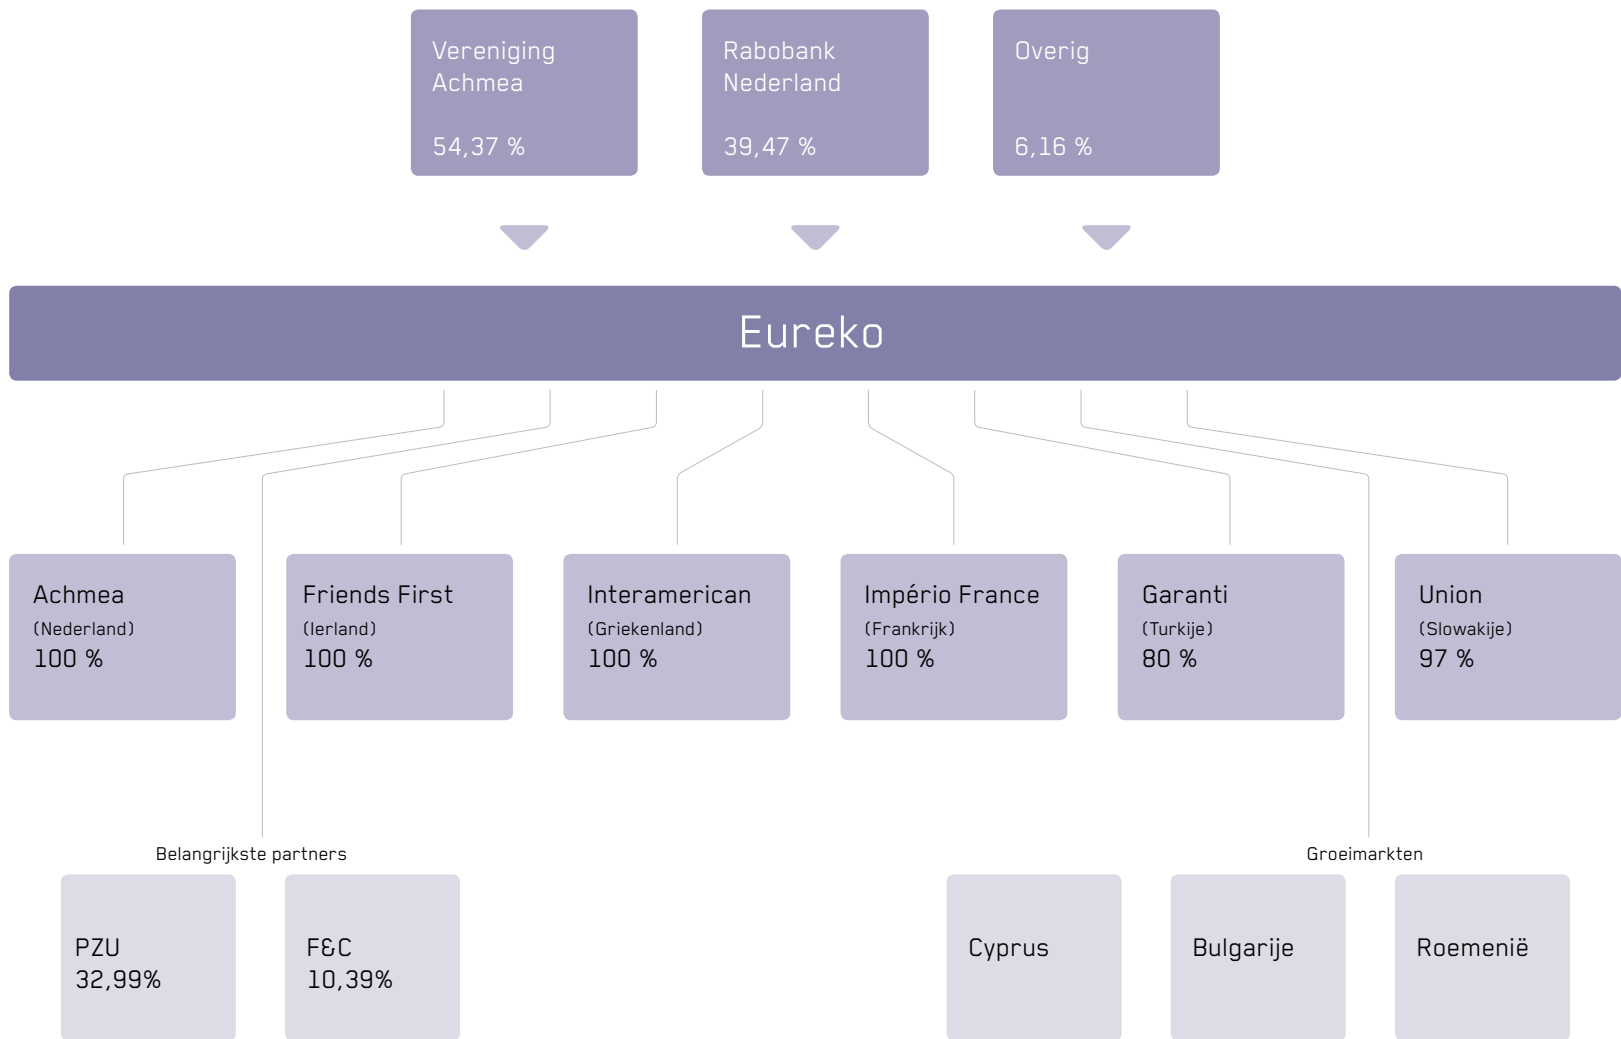 Vereniging
Achmea
54,37 %
Rabobank
Nederland
39,47 %
Overig
6,16 %
Eureko
Achmea
(Nederland)
100 %
Friends First
(Ierland)
100 %
Interamerican
(Griekenland)
100 %
Império France
(Frankrijk)
100 %
Garanti
(Turkije)
80 %
Union
(Slowakije)
97 %
Belangrijkste partners
PZU
32,99%
F&C
10,39%
Groeimarkten
Cyprus
Bulgarije
Roemenië